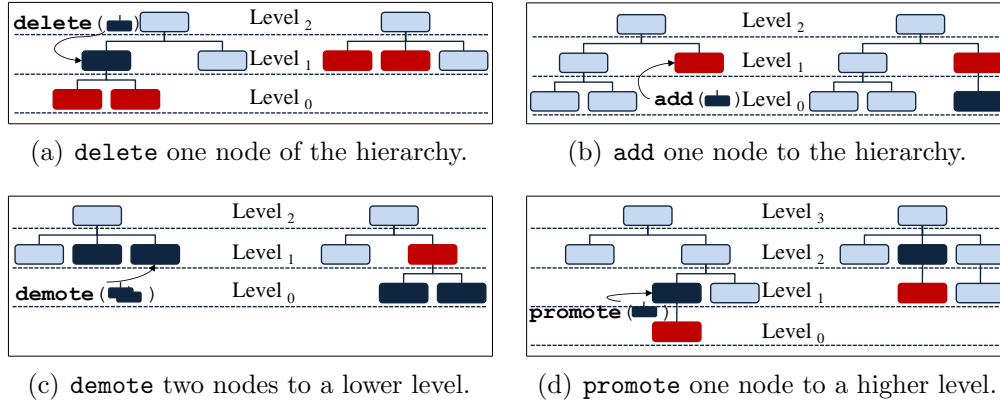 delete( )
Level 2
Level 1
Level 0
(a) delete one node of the hierarchy.
Level 2
Level 1
add( )
Level 0
(b) add one node to the hierarchy.
Level 2
Level 1
demote( )
Level 0
(c) demote two nodes to a lower level.
Level 3
Level 2
Level 1
promote( )
Level 0
(d) promote one node to a higher level.